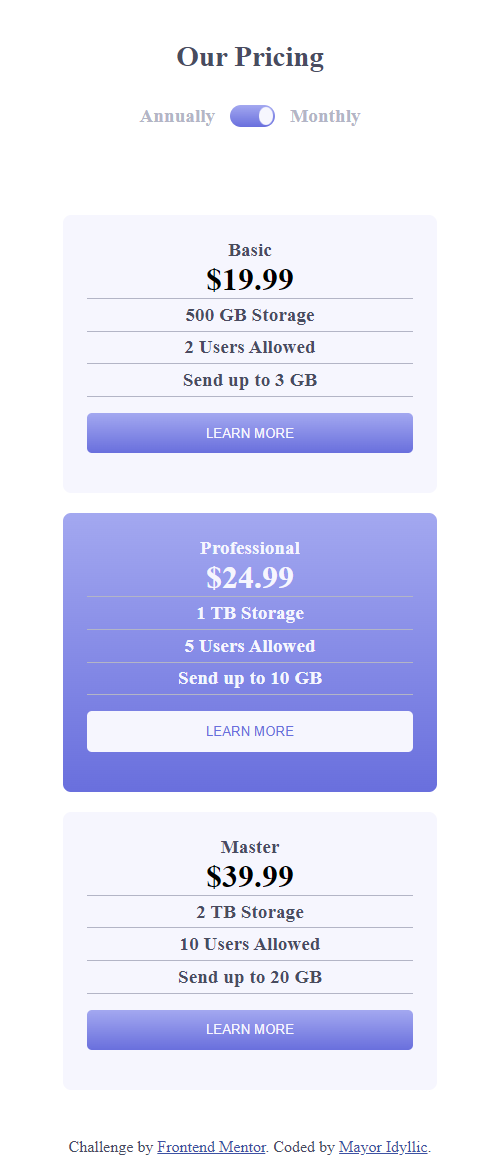 Our Pricing
Annually Monthly
Basic
$19.99
500 GB Storage
2 Users Allowed
Send up to 3 GB
LEARN MORE
Professional
$24.99
1 TB Storage
5 Users Allowed
Send up to 10 GB
LEARN MORE
Master
$39.99
2 TB Storage
10 Users Allowed
Send up to 20 GB
LEARN MORE
Challenge by Frontend Mentor. Coded by Mayor Idyllic.